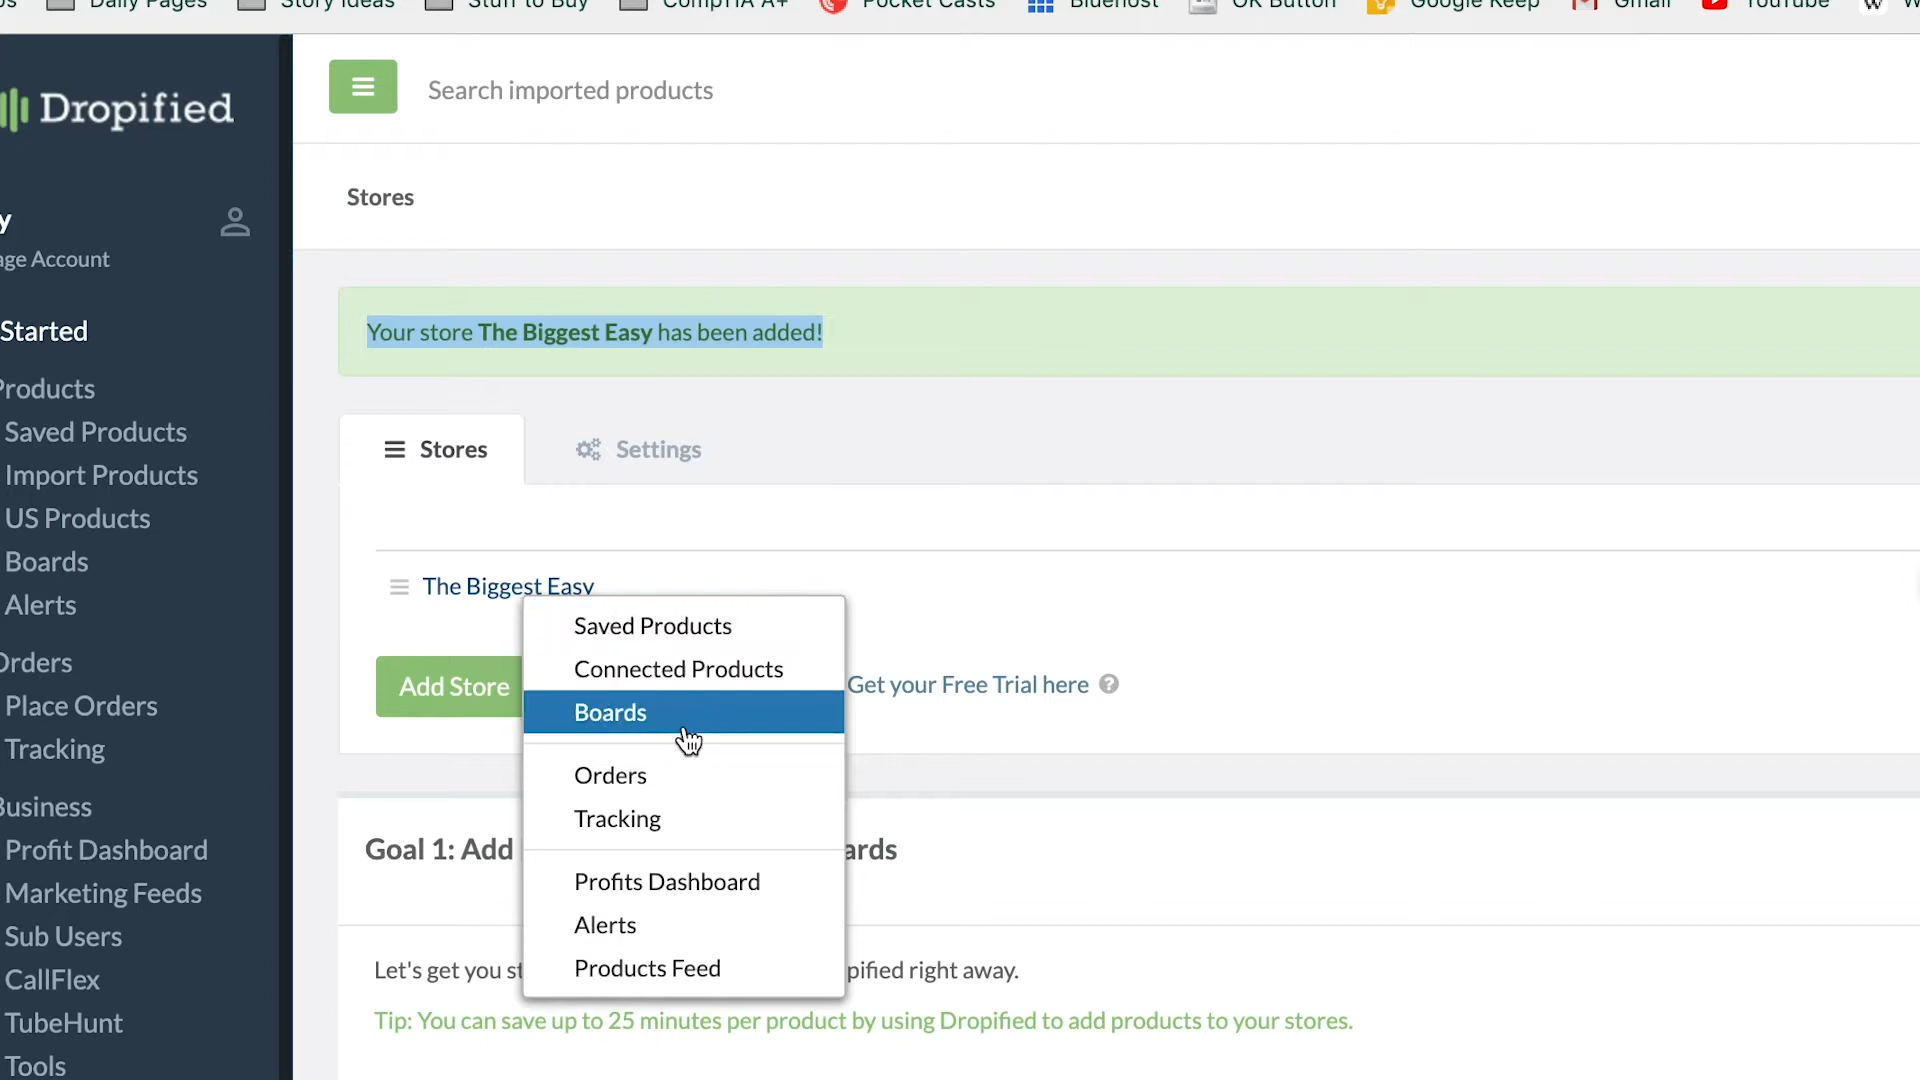 Daily Pages
Story Ideas
Stuff to Buy
CompTIA A+
Pocket Casts
Bluehost
OK Button
Google Keep
Gmail
YouTube
Dropified
Search imported products
Stores
y
age Account
Started
Products
Saved Products
Import Products
US Products
Boards
Alerts
Orders
Place Orders
Tracking
Business
Profit Dashboard
Marketing Feeds
Sub Users
CallFlex
TubeHunt
Tools
Your store The Biggest Easy has been added!
Stores
Settings
The Biggest Easy
Add Store
Get your Free Trial here
Saved Products
Connected Products
Boards
Orders
Tracking
Profits Dashboard
Alerts
Products Feed
Goal 1: Add ards
Let's get you st pified right away.
Tip: You can save up to 25 minutes per product by using Dropified to add products to your stores.